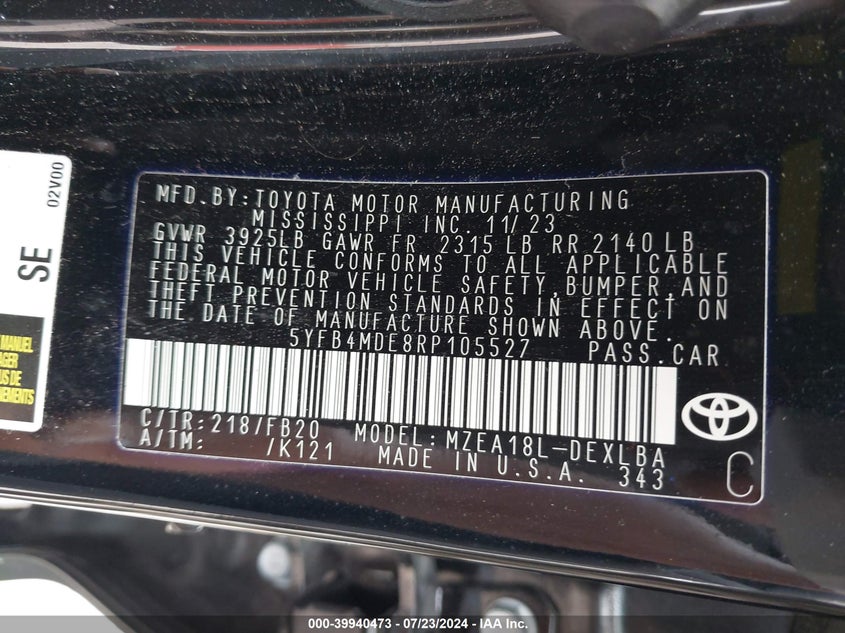 MFD.BY:TOYOTA MOTOR MANUFACTURING
MISSISSIPPI INC. 11/23
GVWR 3925LB GAWR FR 2315 LB RR 2140 LB
THIS VEHICLE CONFORMS TO ALL APPLICABLE
FEDERAL MOTOR VEHICLE SAFETY,BUMPER,AND
THEFT PREVENTION STANDARDS IN EFFECT ON
THE DATE OF MANUFACTURE SHOWN ABOVE.
5YFB4MDE8RP105527 PASS.CAR
C/TR:218/FB20 MODEL:MZEA18L-DEXLBA
A/TM: /K121 MADE IN U.S.A. 343
C
02V00
SE
MANUEL
000-39940473 - 07/23/2024 - IAAI.com